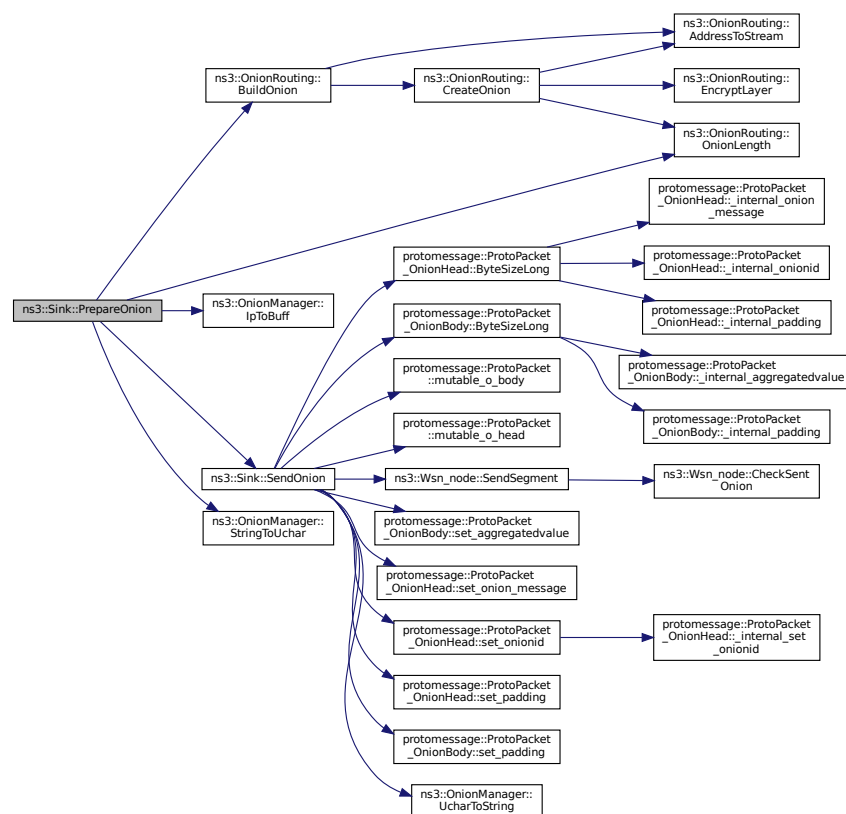 ns3::Sink::PrepareOnion
ns3::OnionRouting::
BuildOnion
ns3::OnionManager::
IpToBuff
ns3::Sink::SendOnion
ns3::OnionManager::
StringToUchar
ns3::OnionRouting::
CreateOnion
protomessage::ProtoPacket
_OnionHead::ByteSizeLong
protomessage::ProtoPacket
_OnionBody::ByteSizeLong
protomessage::ProtoPacket
::mutable_o_body
protomessage::ProtoPacket
::mutable_o_head
ns3::Wsn_node::SendSegment
protomessage::ProtoPacket
_OnionBody::set_aggregatedvalue
protomessage::ProtoPacket
_OnionHead::set_onion_message
protomessage::ProtoPacket
_OnionHead::set_onionid
protomessage::ProtoPacket
_OnionHead::set_padding
protomessage::ProtoPacket
_OnionBody::set_padding
ns3::OnionManager::
UcharToString
ns3::OnionRouting::
AddressToStream
ns3::OnionRouting::
EncryptLayer
ns3::OnionRouting::
OnionLength
protomessage::ProtoPacket
_OnionHead::_internal_onion
_message
protomessage::ProtoPacket
_OnionHead::_internal_onionid
protomessage::ProtoPacket
_OnionHead::_internal_padding
protomessage::ProtoPacket
_OnionBody::_internal_aggregatedvalue
protomessage::ProtoPacket
_OnionBody::_internal_padding
ns3::Wsn_node::CheckSent
Onion
protomessage::ProtoPacket
_OnionHead::_internal_set
_onionid